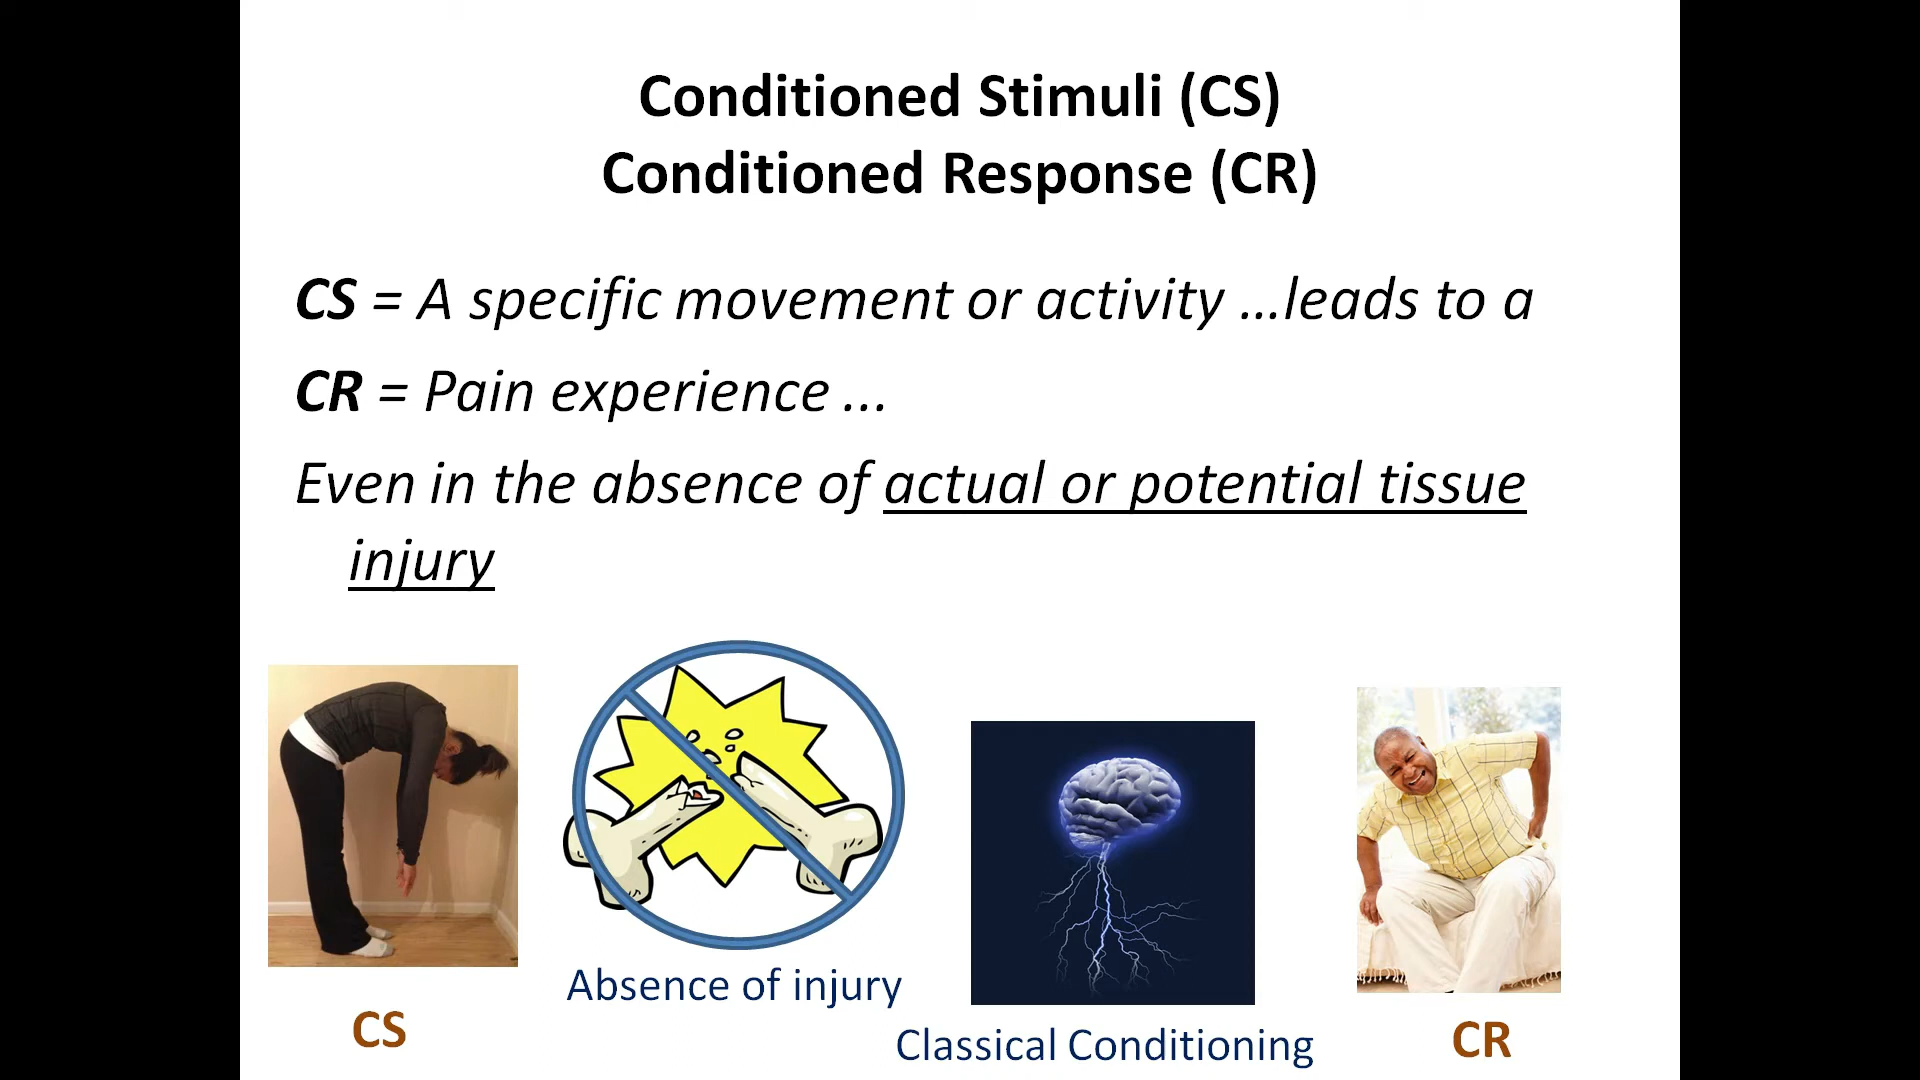 Conditioned Stimuli (CS)
Conditioned Response (CR)
CS = A specific movement or activity …leads to a
CR = Pain experience ...
Even in the absence of actual or potential tissue
injury
Absence of injury
CS
Classical Conditioning
CR